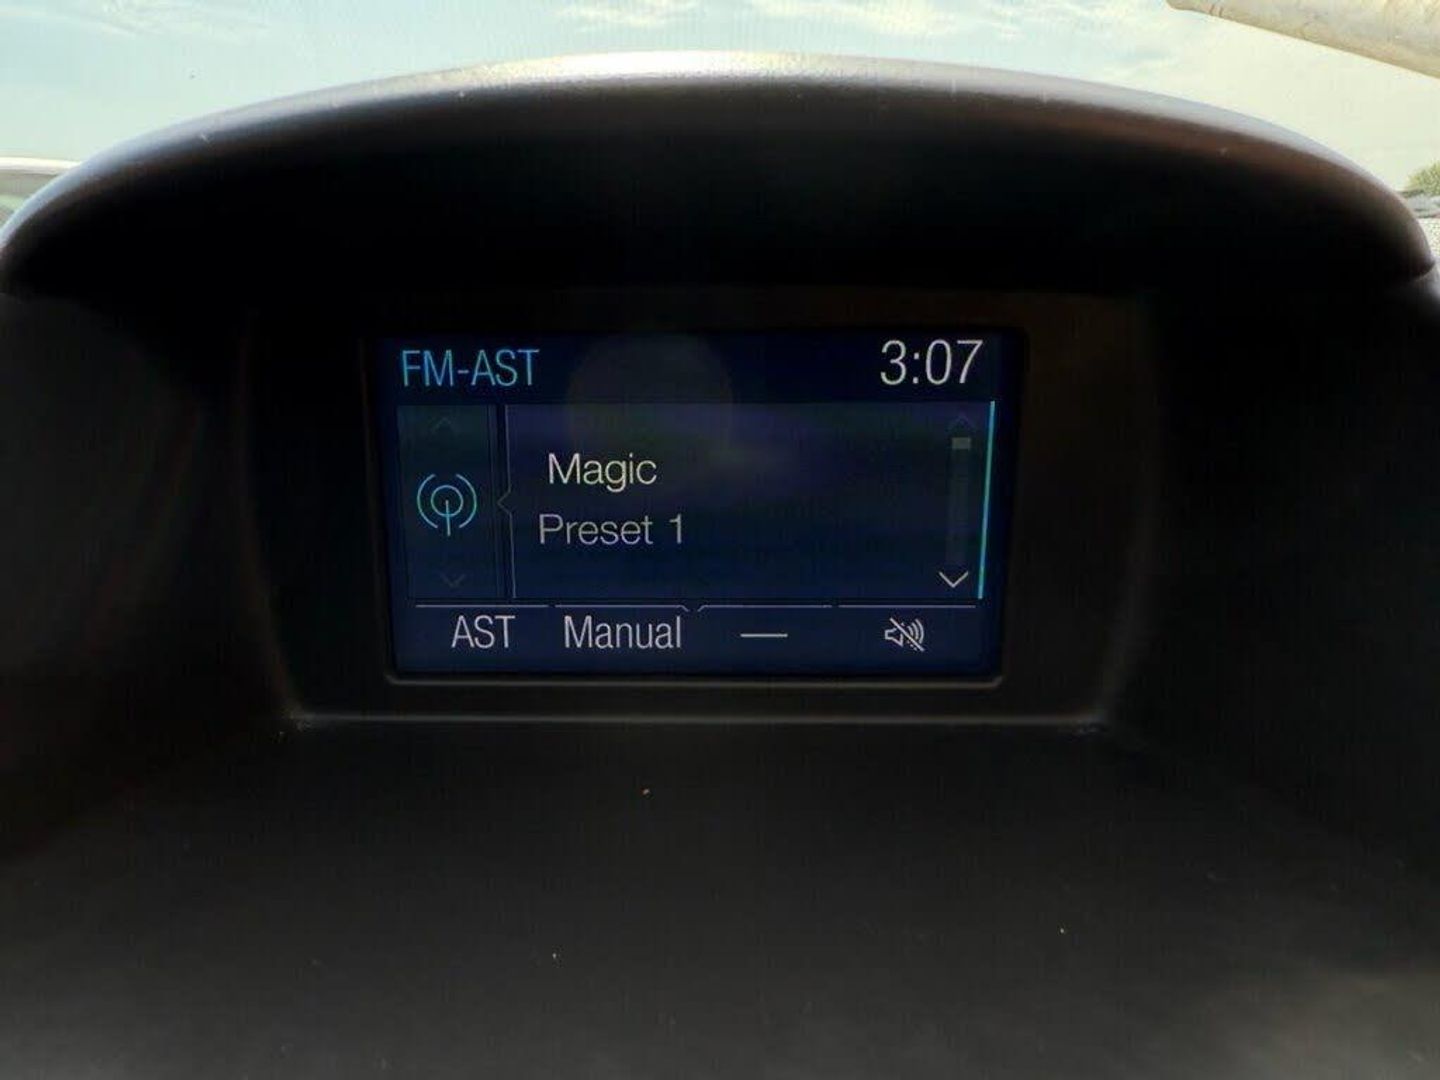 FM-AST 3:07
Magic
Preset 1
AST Manual —